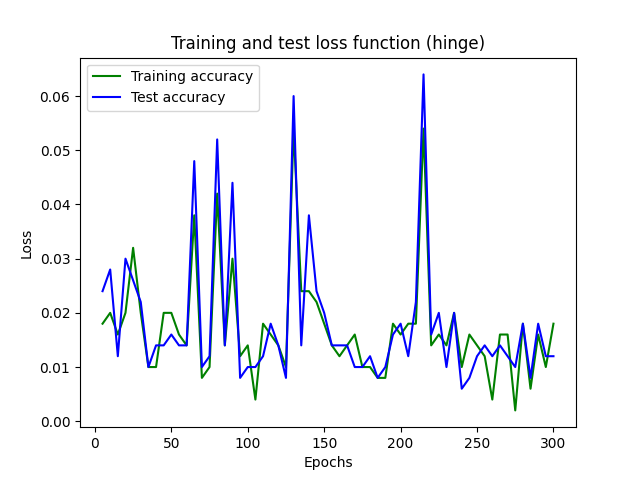 Training and test loss function (hinge)
Training accuracy
Test accuracy
0.06
0.05
0.04
0.03
0.02
0.01
0.00
Loss
0 50 100 150 200 250 300
Epochs